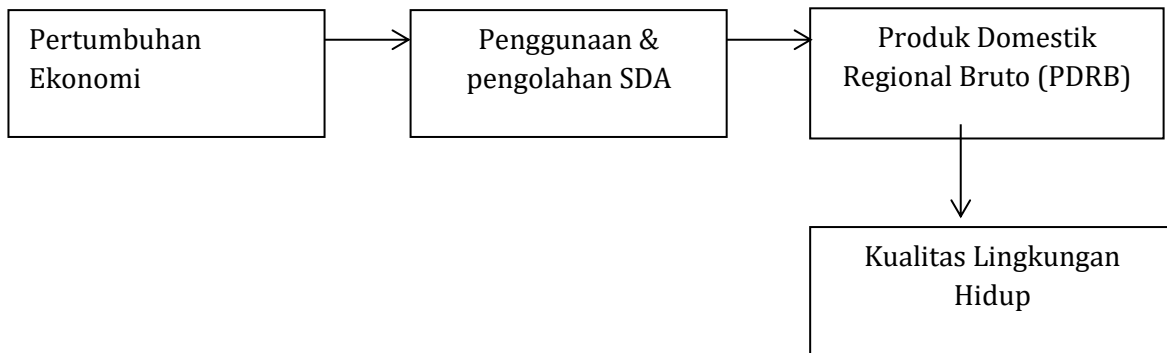 Pertumbuhan
Ekonomi
Penggunaan &
pengolahan SDA
Produk Domestik
Regional Bruto (PDRB)
Kualitas Lingkungan
Hidup